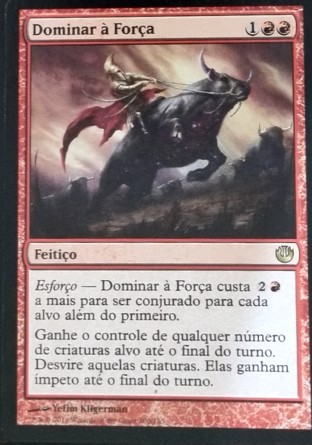 Dominar à Força 1
Feitiço
Esforço — Dominar à Força custa 2
a mais para ser conjurado para cada
alvo além do primeiro.
Ganhe o controle de qualquer número
de criaturas alvo até o final do turno.
Desvire aquelas criaturas. Elas ganham
ímpeto até o final do turno.
Yefim Kligerman